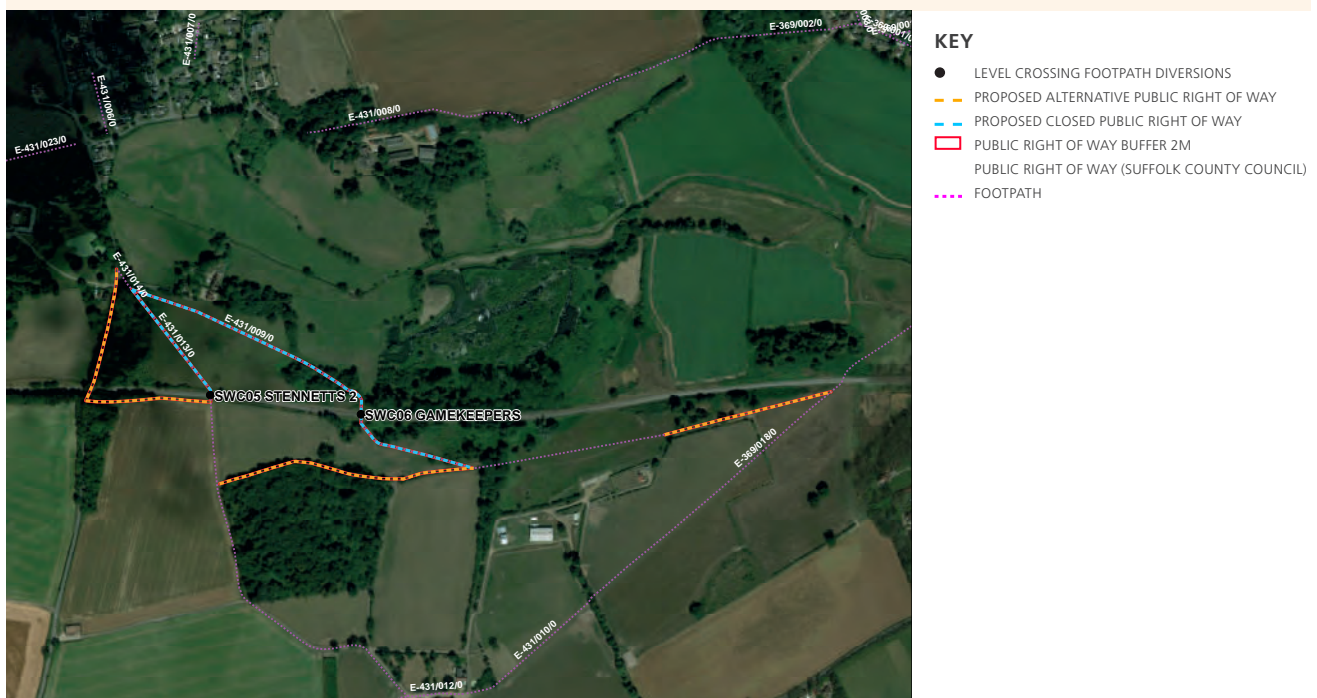 E-431/007/0
E-369/002/0
E-431/006/0
E-431/008/0
E-431/023/0
E-431/014/0
E-431/013/0
E-431/009/0
SWC05 STENNETTS 2
SWC06 GAMEKEEPERS
E-369/018/0
E-431/010/0
E-431/012/0
KEY
LEVEL CROSSING FOOTPATH DIVERSIONS
PROPOSED ALTERNATIVE PUBLIC RIGHT OF WAY
PROPOSED CLOSED PUBLIC RIGHT OF WAY
PUBLIC RIGHT OF WAY BUFFER 2M
PUBLIC RIGHT OF WAY (SUFFOLK COUNTY COUNCIL)
FOOTPATH